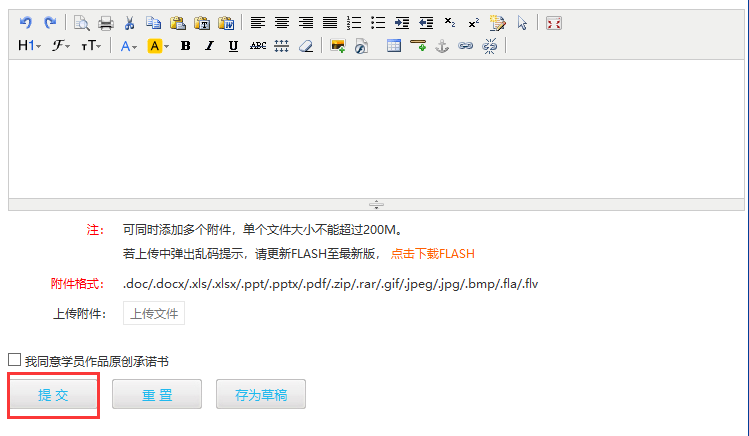 H1 ℱ тT A A B I U ABC
注： 可同时添加多个附件，单个文件大小不能超过200M。
若上传中弹出乱码提示，请更新FLASH至最新版， 点击下载FLASH
附件格式： .doc/.docx/.xls/.xlsx/.ppt/.pptx/.pdf/.zip/.rar/.gif/.jpeg/.jpg/.bmp/.fla/.flv
上传附件： 上传文件
我同意学员作品原创承诺书
提 交 重 置 存为草稿